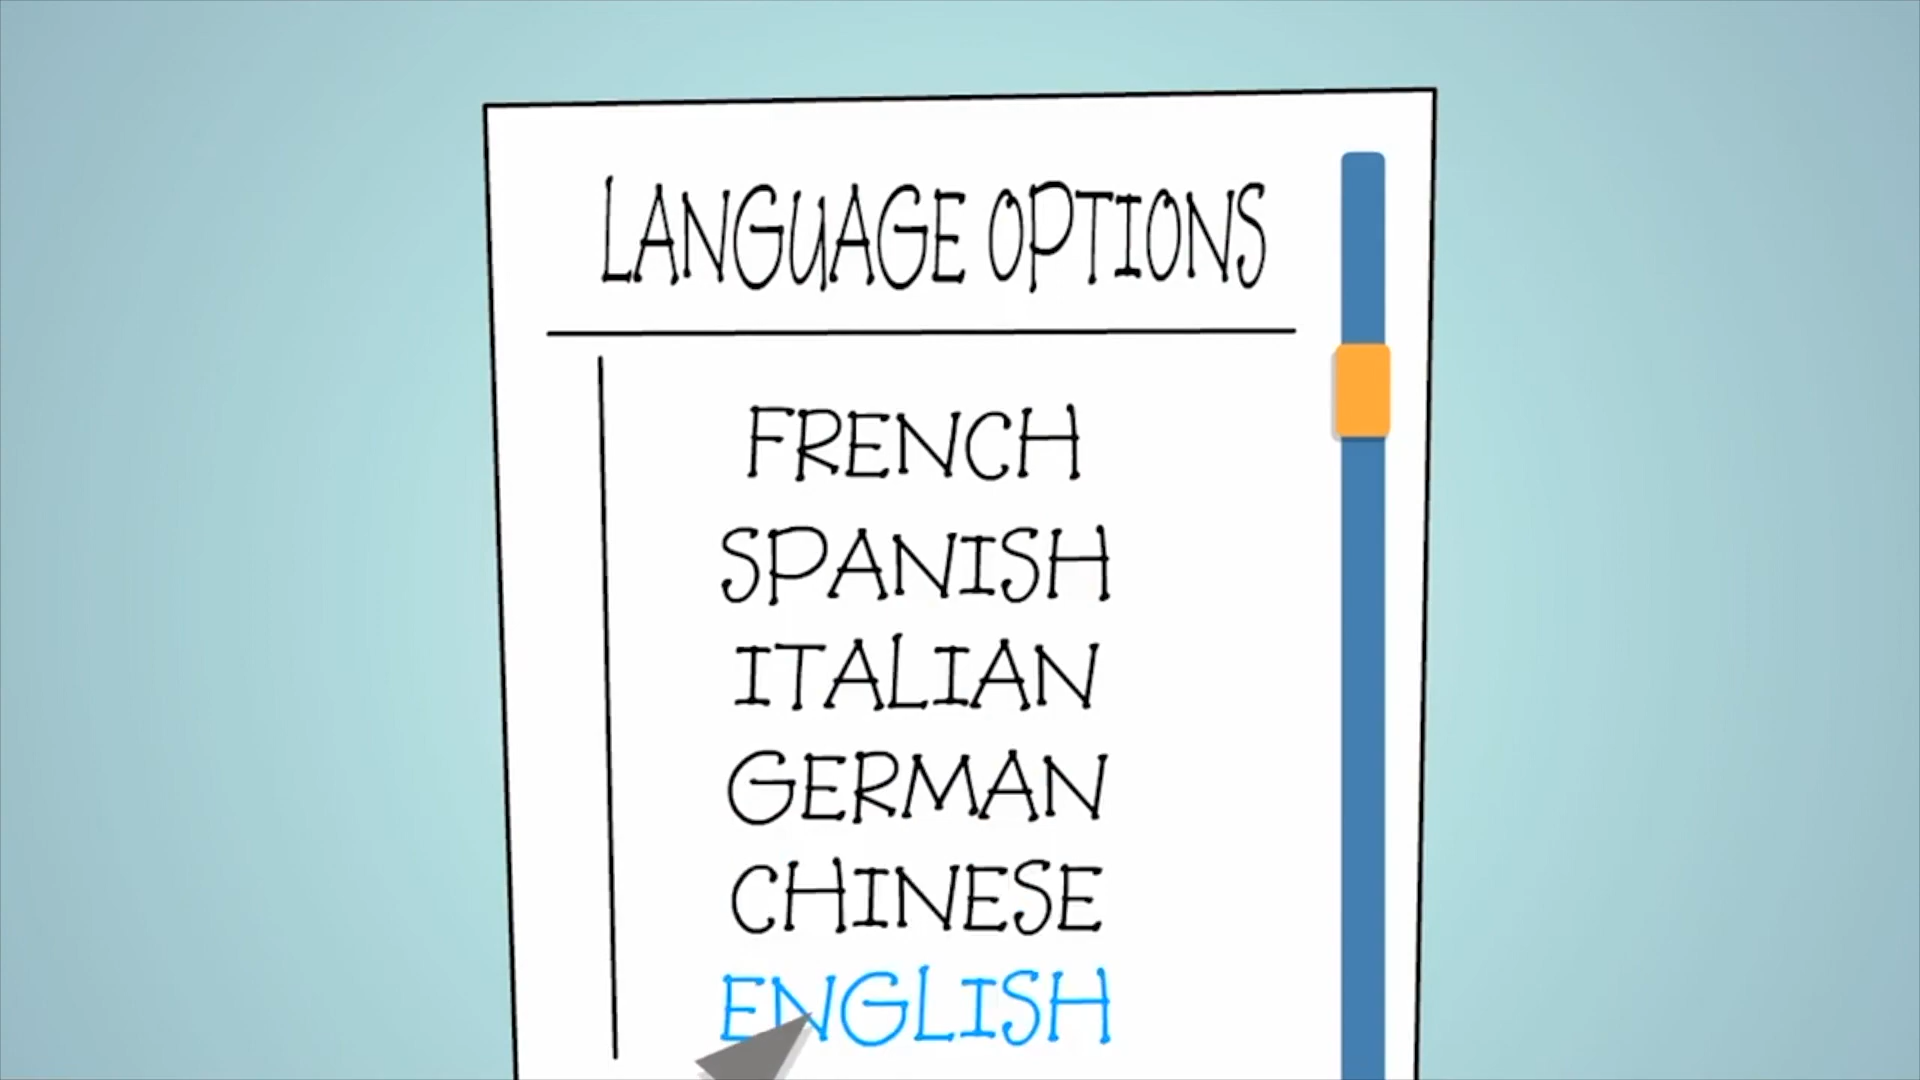 LANGUAGE OPTIONS
FRENCH
SPANISH
ITALIAN
GERMAN
CHINESE
ENGLISH